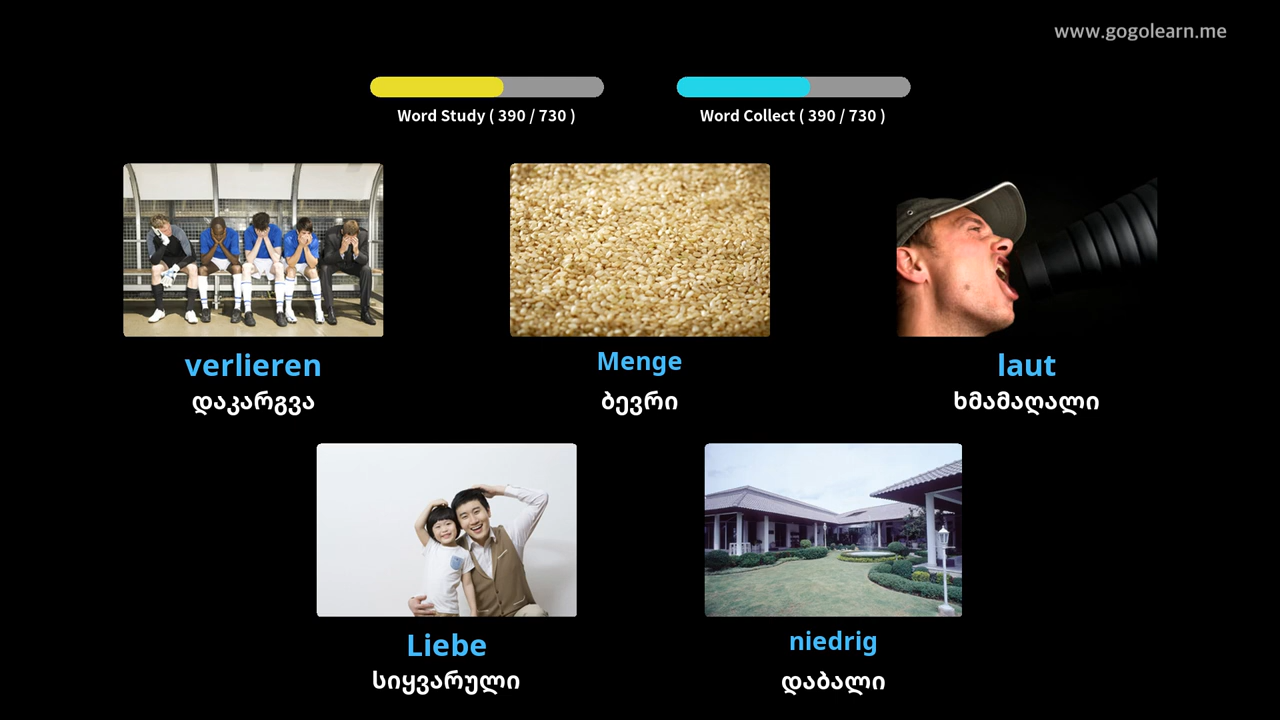 www.gogolearn.me
Word Study ( 390 / 730 )
Word Collect ( 390 / 730 )
verlieren
დაკარგვა
Menge
ბევრი
laut
ხმამაღალი
Liebe
სიყვარული
niedrig
დაბალი